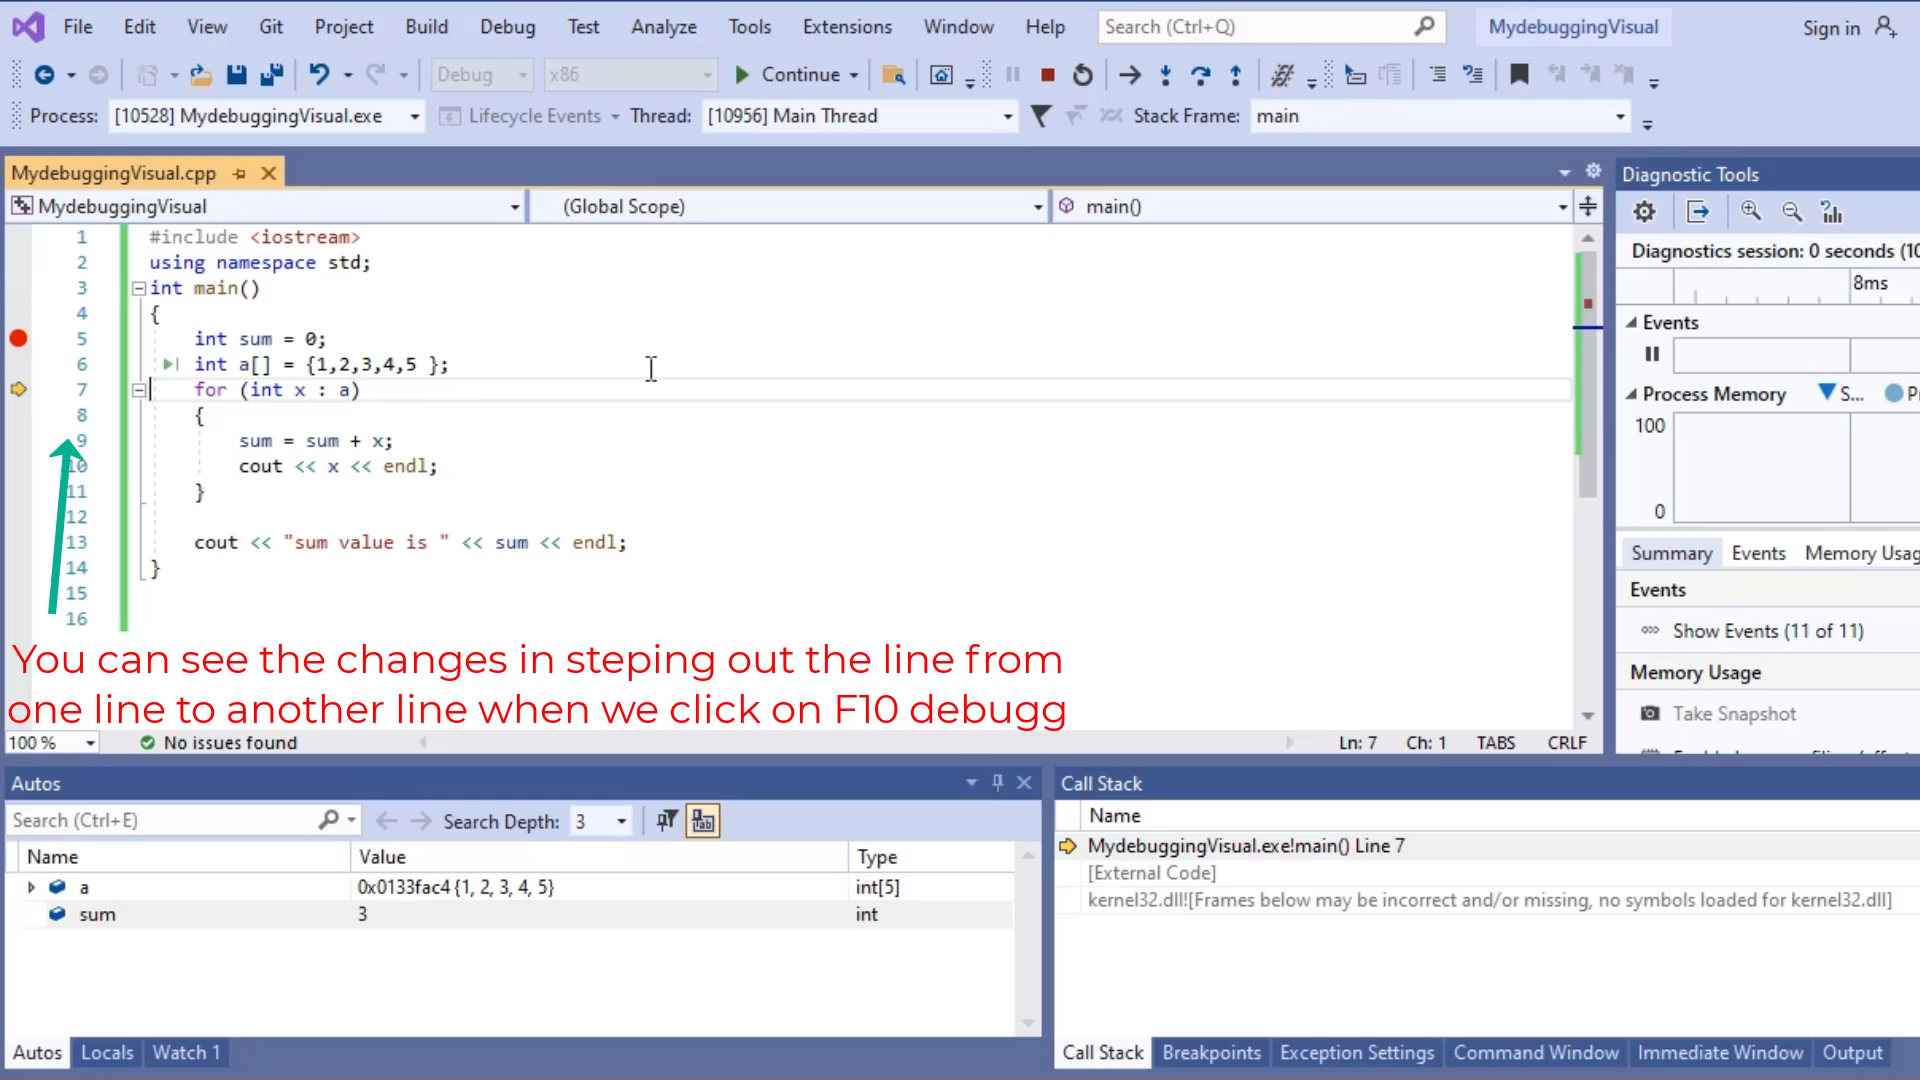 File Edit View Git Project Build Debug Test Analyze Tools Extensions Window Help Search (Ctrl+Q) MydebuggingVisual Sign in
Debug x86 Continue
Process: [10528] MydebuggingVisual.exe Lifecycle Events Thread: [10956] Main Thread Stack Frame: main
MydebuggingVisual.cpp
MydebuggingVisual (Global Scope) main()
1 #include <iostream>
2 using namespace std;
3 int main()
4 {
5 int sum = 0;
6 int a[] = {1,2,3,4,5 };
7 for (int x : a)
8 {
9 sum = sum + x;
10 cout << x << endl;
11 }
12
13 cout << "sum value is " << sum << endl;
14 }
15
16
You can see the changes in steping out the line from
one line to another line when we click on F10 debugg
100 % No issues found Ln: 7 Ch: 1 TABS CRLF
Diagnostic Tools
Diagnostics session: 0 seconds (10
8ms
Events
Process Memory S... P
100
0
Summary Events Memory Usag
Events
Show Events (11 of 11)
Memory Usage
Take Snapshot
Autos
Search (Ctrl+E) Search Depth: 3
Name Value Type
a 0x0133fac4 {1, 2, 3, 4, 5} int[5]
sum 3 int
Autos Locals Watch 1
Call Stack
Name
MydebuggingVisual.exe!main() Line 7
[External Code]
kernel32.dll![Frames below may be incorrect and/or missing, no symbols loaded for kernel32.dll]
Call Stack Breakpoints Exception Settings Command Window Immediate Window Output